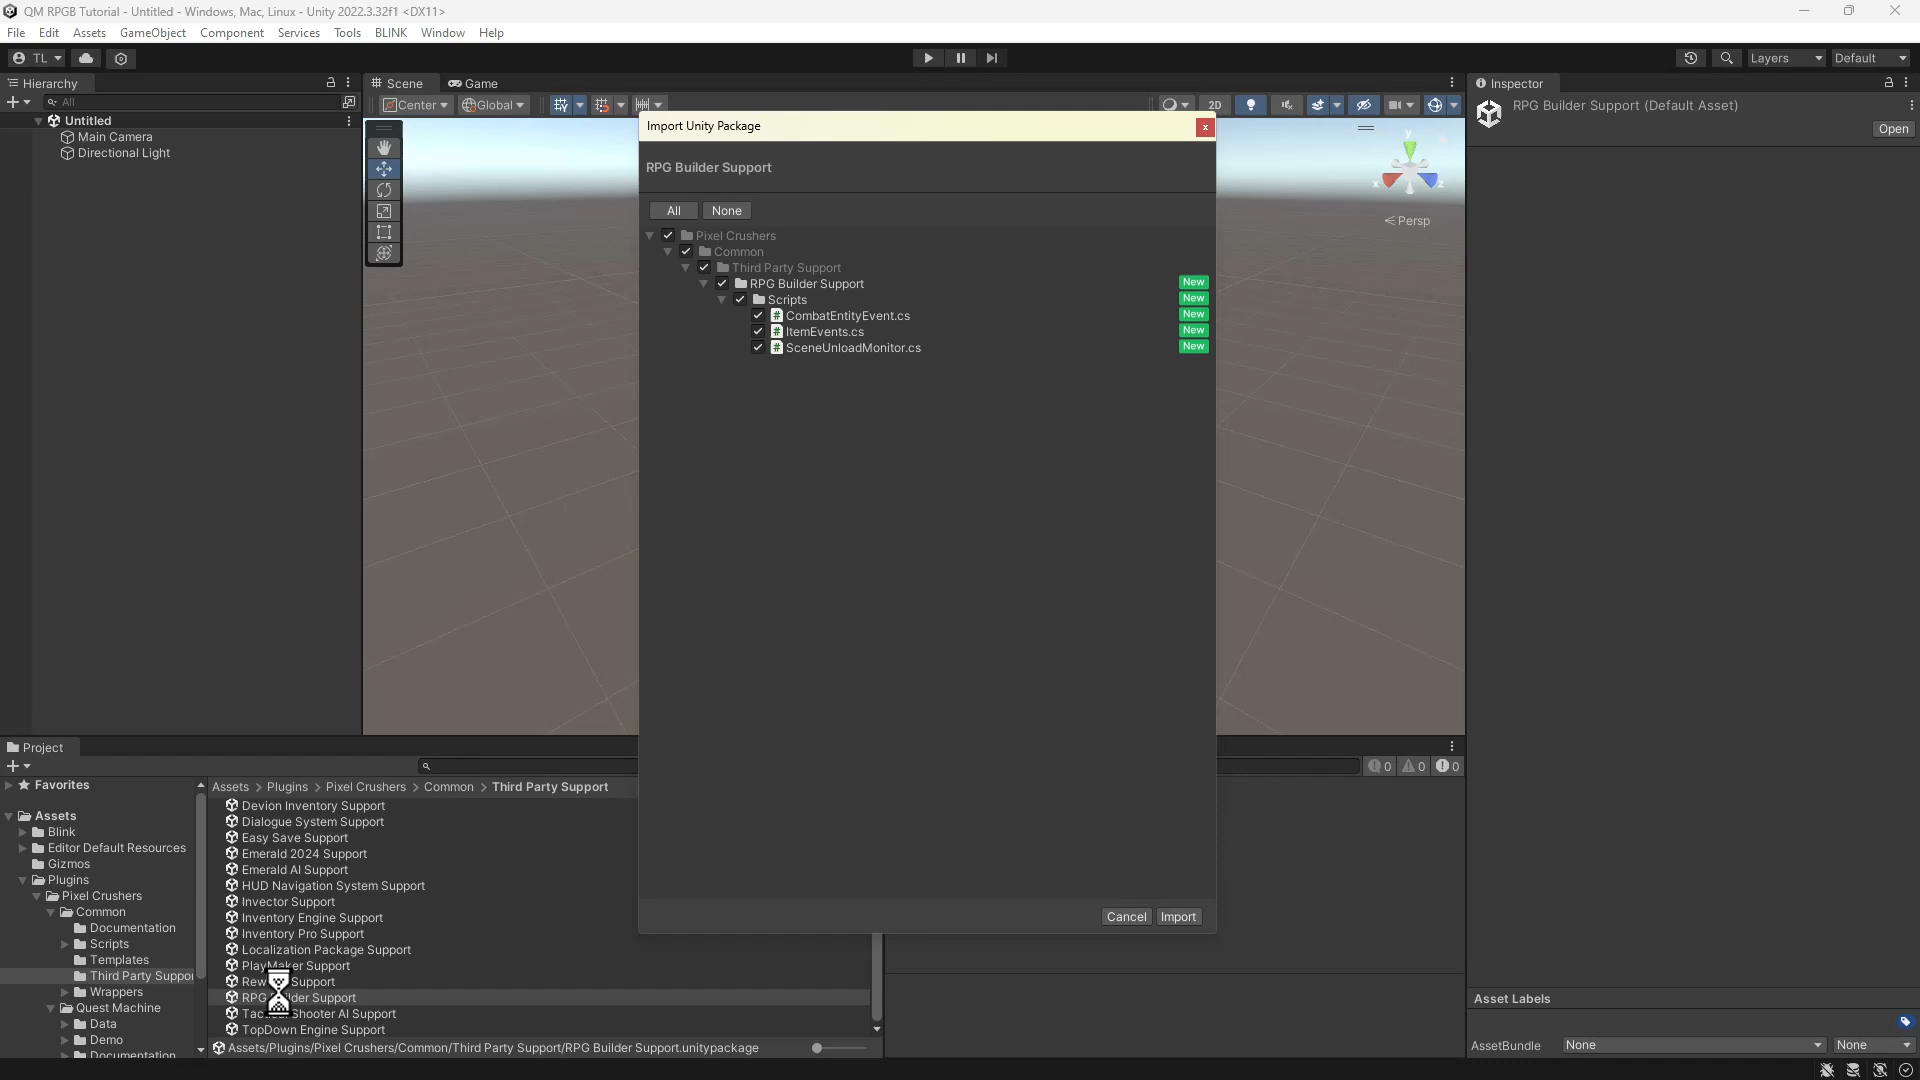 QM RPGB Tutorial - Untitled - Windows, Mac, Linux - Unity 2022.3.32f1 <DX11>
File Edit Assets GameObject Component Services Tools BLINK Window Help
TL
Layers
Default
Hierarchy
All
Untitled
Main Camera
Directional Light
Scene
Game
Center
Global
2D
y
x
z
Persp
Import Unity Package
x
RPG Builder Support
All
None
Pixel Crushers
Common
Third Party Support
RPG Builder Support
New
Scripts
New
CombatEntityEvent.cs
New
ItemEvents.cs
New
SceneUnloadMonitor.cs
New
Cancel
Import
Inspector
RPG Builder Support (Default Asset)
Open
Project
0
0
0
Favorites
Assets
Blink
Editor Default Resources
Gizmos
Plugins
Pixel Crushers
Common
Documentation
Scripts
Templates
Third Party Suppor
Wrappers
Quest Machine
Data
Demo
Documentation
Assets > Plugins > Pixel Crushers > Common > Third Party Support
Devion Inventory Support
Dialogue System Support
Easy Save Support
Emerald 2024 Support
Emerald AI Support
HUD Navigation System Support
Invector Support
Inventory Engine Support
Inventory Pro Support
Localization Package Support
PlayMaker Support
Support
RPG Support
Shooter AI Support
TopDown Engine Support
Assets/Plugins/Pixel Crushers/Common/Third Party Support/RPG Builder Support.unitypackage
Asset Labels
AssetBundle
None
None